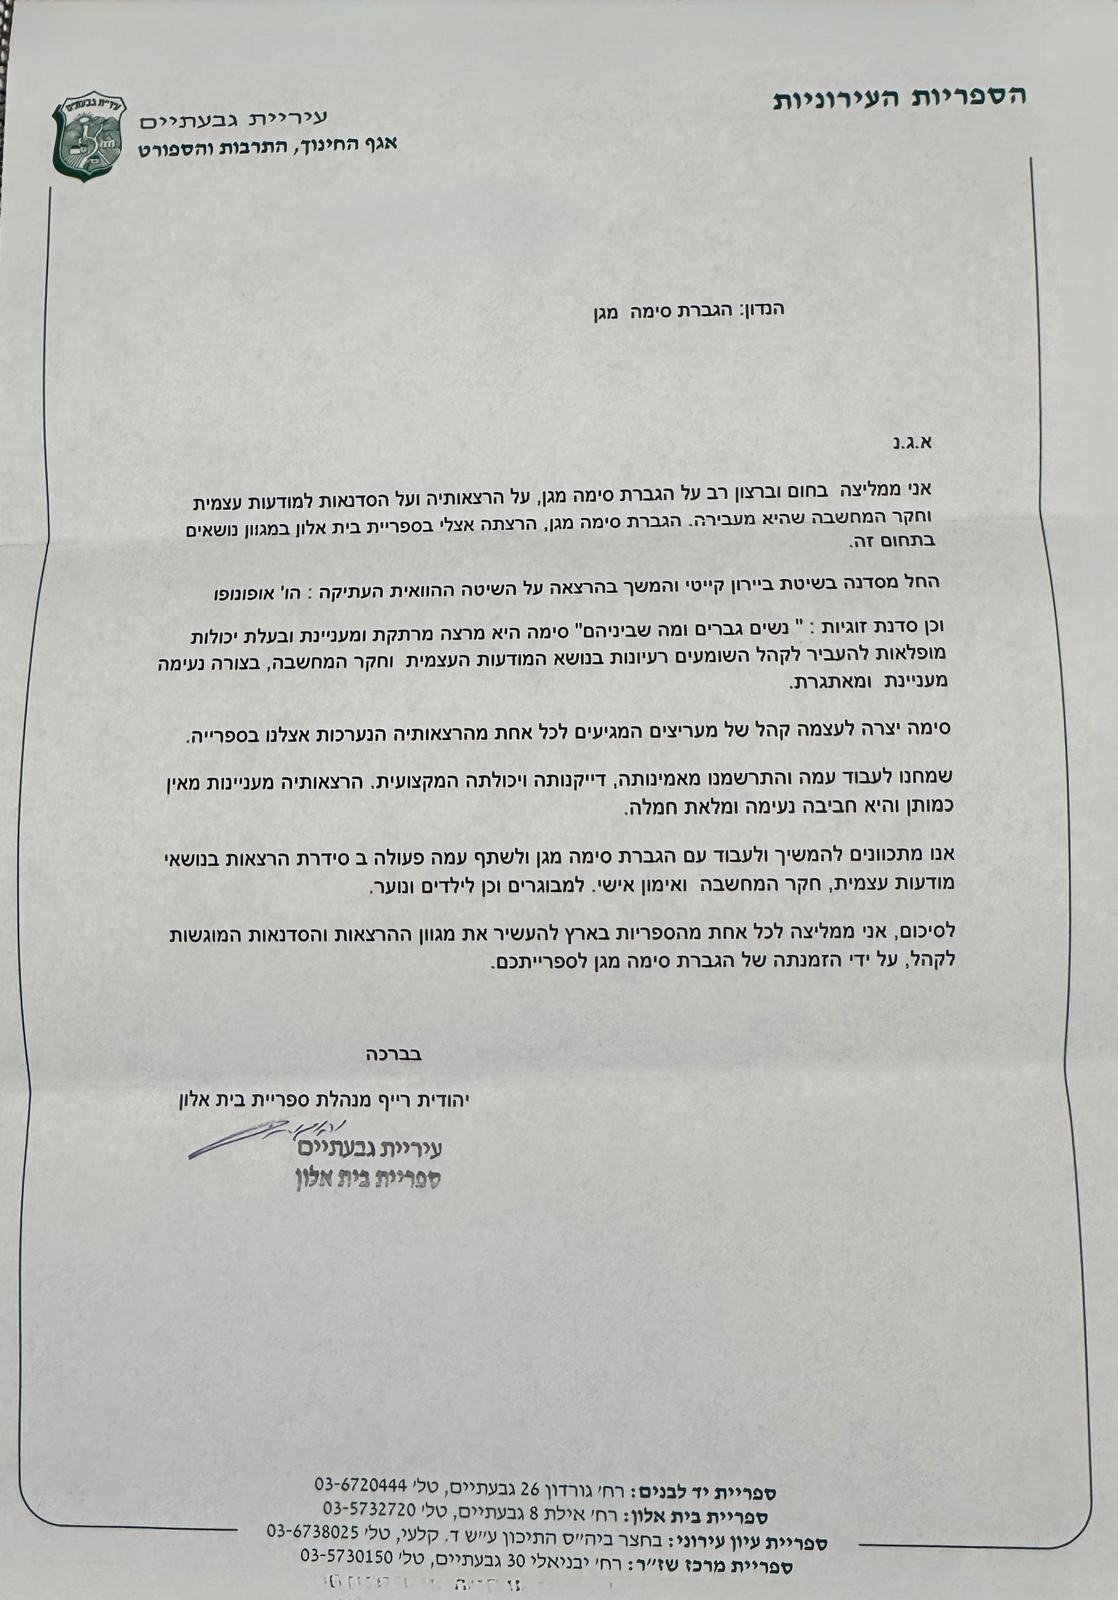 הספריות העירוניות
עיריית גבעתיים
עיריית גבעתיים
אגף החינוך, התרבות והספורט
הנדון: הגברת סימה מגן
א.ג.נ
אני ממליצה בחום וברצון רב על הגברת סימה מגן, על הרצאותיה ועל הסדנאות למודעות עצמית
וחקר המחשבה שהיא מעבירה. הגברת סימה מגן, הרצתה אצלי בספריית בית אלון במגוון נושאים
בתחום זה.
החל מסדנה בשיטת ביירון קייטי והמשך בהרצאה על השיטה ההוואית העתיקה : הו' אופונופו
וכן סדנת זוגיות : " נשים גברים ומה שביניהם" סימה היא מרצה מרתקת ומעניינת ובעלת יכולות
מופלאות להעביר לקהל השומעים רעיונות בנושא המודעות העצמית וחקר המחשבה, בצורה נעימה
מעניינת ומאתגרת.
סימה יצרה לעצמה קהל של מעריצים המגיעים לכל אחת מהרצאותיה הנערכות אצלנו בספרייה.
שמחנו לעבוד עמה והתרשמנו מאמינותה, דייקנותה ויכולתה המקצועית. הרצאותיה מעניינות מאין
כמותן והיא חביבה נעימה ומלאת חמלה.
אנו מתכוונים להמשיך ולעבוד עם הגברת סימה מגן ולשתף עמה פעולה ב סידרת הרצאות בנושאי
מודעות עצמית, חקר המחשבה ואימון אישי. למבוגרים וכן לילדים ונוער.
לסיכום, אני ממליצה לכל אחת מהספריות בארץ להעשיר את מגוון ההרצאות והסדנאות המוגשות
לקהל, על ידי הזמנתה של הגברת סימה מגן לספרייתכם.
בברכה
יהודית רייף מנהלת ספריית בית אלון
עיריית גבעתיים
ספריית בית אלון
ספריית יד לבנים: רח' גורדון 26 גבעתיים, טל' 03-6720444
ספריית בית אלון: רח' אילת 8 גבעתיים, טל' 03-5732720
ספריית עיון עירוני: בחצר ביה"ס התיכון ע"ש ד. קלעי, טל' 03-6738025
ספריית מרכז שז"ר: רח' יבניאלי 30 גבעתיים, טל' 03-5730150